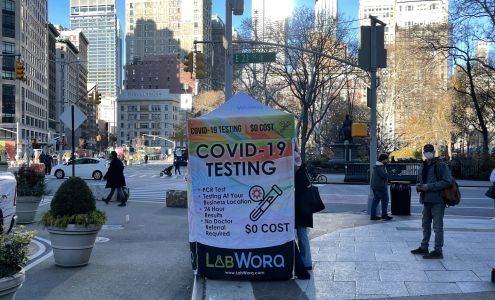 COVID-19 TESTING | $0 COST
COVID-19
TESTING
• PCR Test
• Testing At Your
Business Location
• 24 Hour
Results
• No Doctor
Referral
Required
$0 COST
LABWORQ
www.LabWorq.com